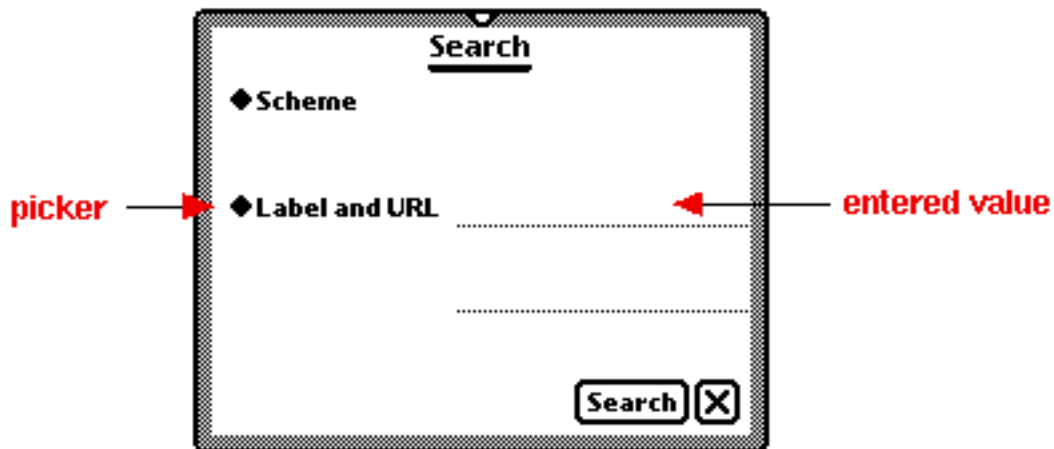 Search
Scheme
picker
Label and URL
entered value
Search